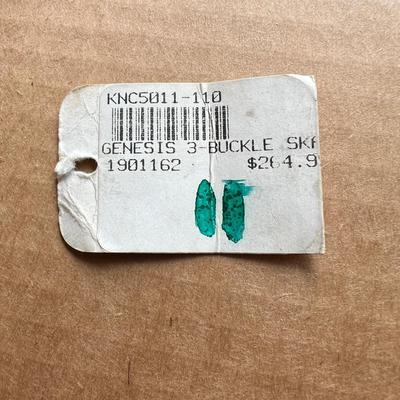 KNC5011-110
GENESIS 3-BUCKLE SKA
1901162 $264.9